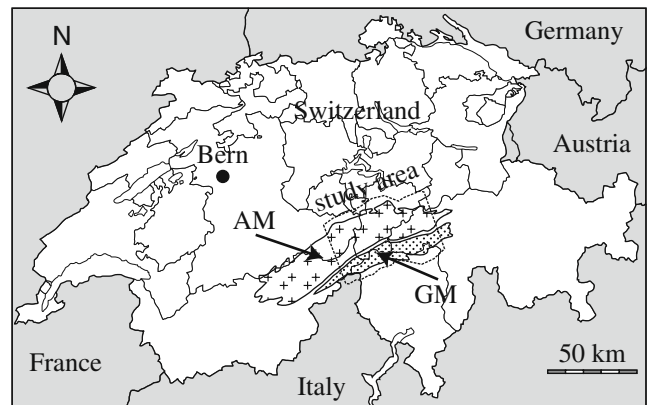 N
Germany
Switzerland
Austria
Bern
study area
AM
GM
France
50 km
Italy